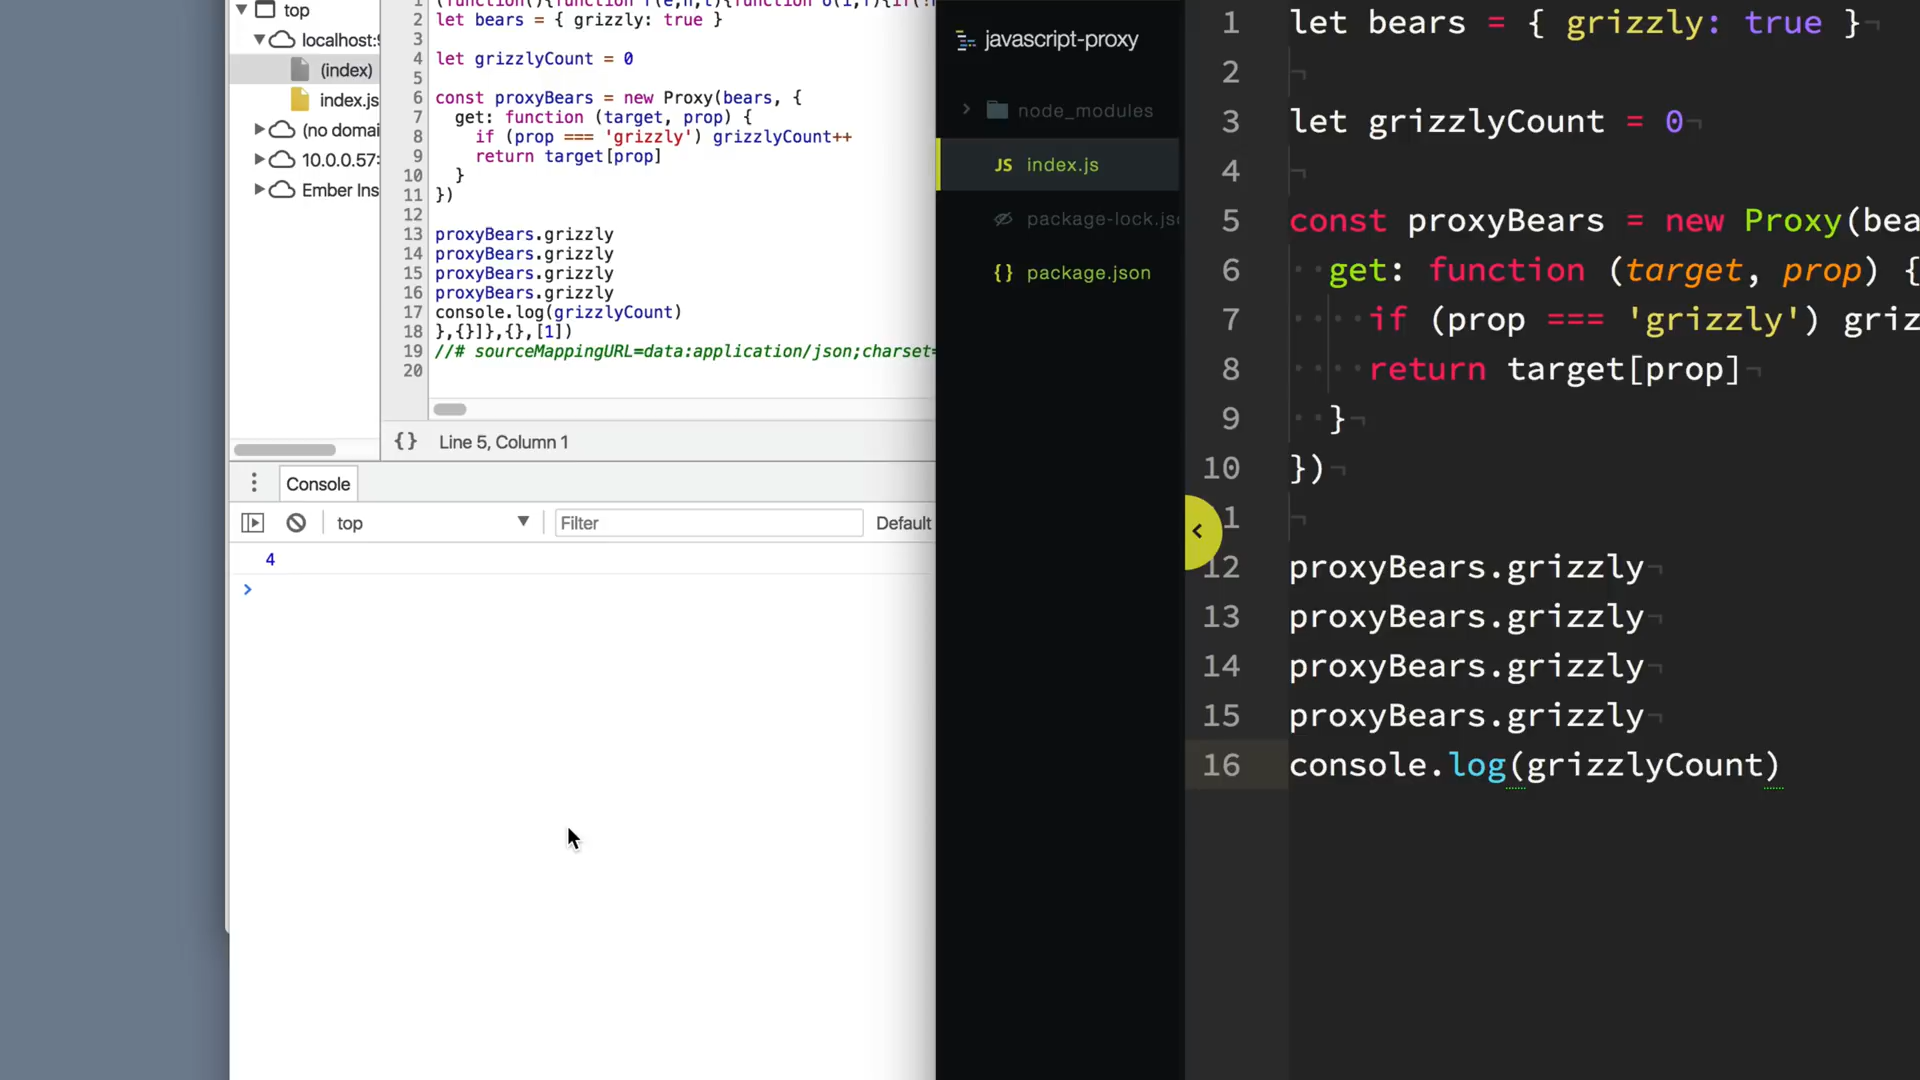 top
localhost:9
(index)
index.js
(no domai
10.0.0.57:
Ember Ins
2 let bears = { grizzly: true }
3
4 let grizzlyCount = 0
5
6 const proxyBears = new Proxy(bears, {
7 get: function (target, prop) {
8 if (prop === 'grizzly') grizzlyCount++
9 return target[prop]
10 }
11 })
12
13 proxyBears.grizzly
14 proxyBears.grizzly
15 proxyBears.grizzly
16 proxyBears.grizzly
17 console.log(grizzlyCount)
18 },{}]},{},[1])
19 //# sourceMappingURL=data:application/json;charset=
20
{} Line 5, Column 1
Console
top Filter Default
4
>
javascript-proxy
node_modules
JS index.js
package-lock.jso
{} package.json
1 let bears = { grizzly: true }¬
2 ¬
3 let grizzlyCount = 0¬
4 ¬
5 const proxyBears = new Proxy(bea
6 ··get: function (target, prop) {
7 ····if (prop === 'grizzly') griz
8 ····return target[prop]¬
9 ··}¬
10 })¬
1 ¬
12 proxyBears.grizzly¬
13 proxyBears.grizzly¬
14 proxyBears.grizzly¬
15 proxyBears.grizzly¬
16 console.log(grizzlyCount)